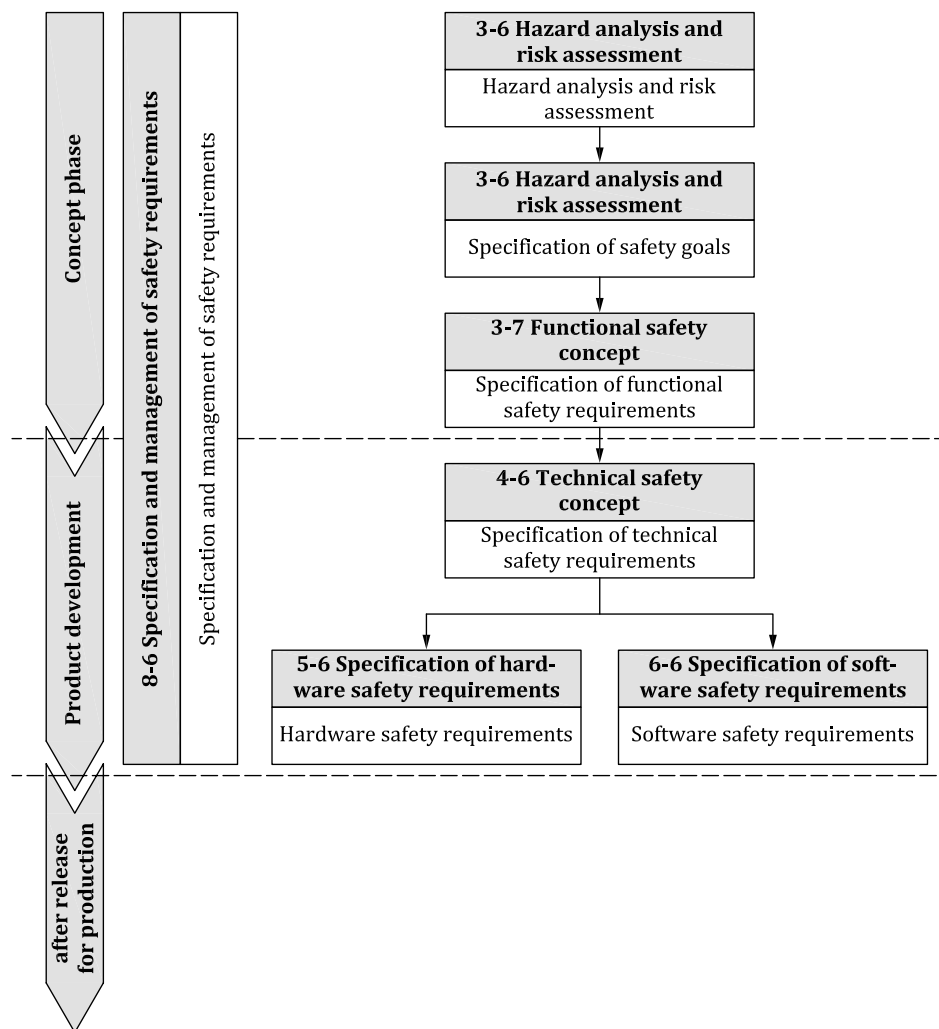 Concept phase
Product development
after release
for production
8-6 Specification and management of safety requirements
Specification and management of safety requirements
3-6 Hazard analysis and
risk assessment
Hazard analysis and risk
assessment
3-6 Hazard analysis and
risk assessment
Specification of safety goals
3-7 Functional safety
concept
Specification of functional
safety requirements
4-6 Technical safety
concept
Specification of technical
safety requirements
5-6 Specification of hard-
ware safety requirements
Hardware safety requirements
6-6 Specification of soft-
ware safety requirements
Software safety requirements